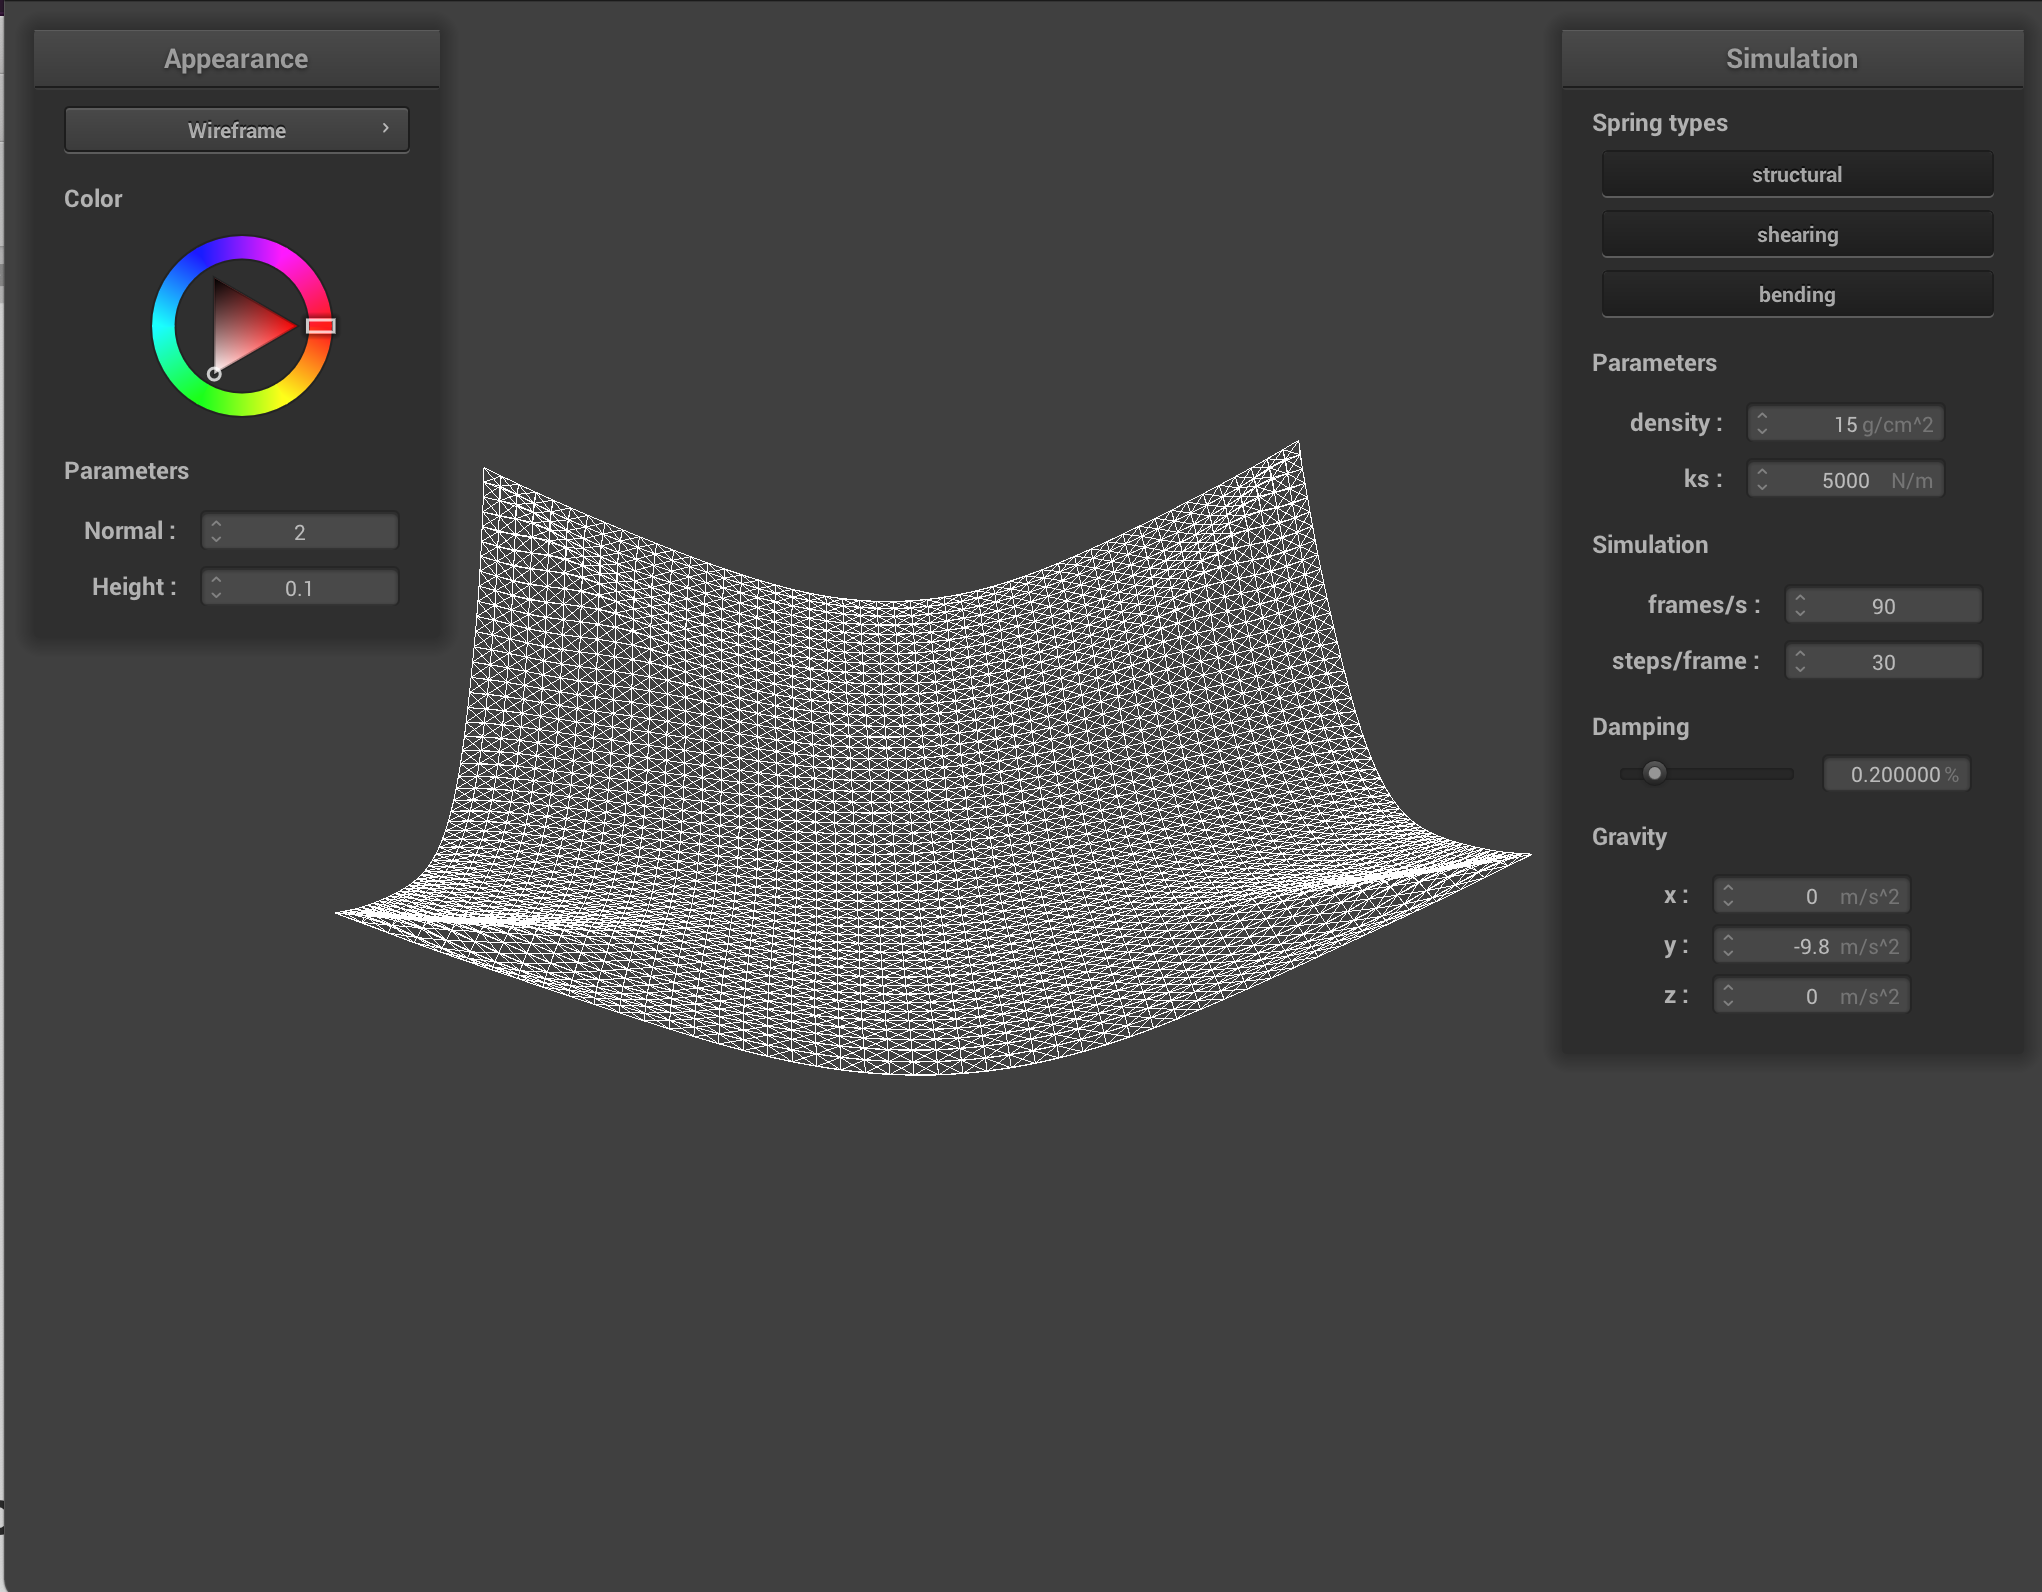 Appearance
Wireframe
Color
Parameters
Normal : 2
Height : 0.1
Simulation
Spring types
structural
shearing
bending
Parameters
density : 15 g/cm^2
ks : 5000 N/m
Simulation
frames/s : 90
steps/frame : 30
Damping
0.200000 %
Gravity
x : 0 m/s^2
y : -9.8 m/s^2
z : 0 m/s^2